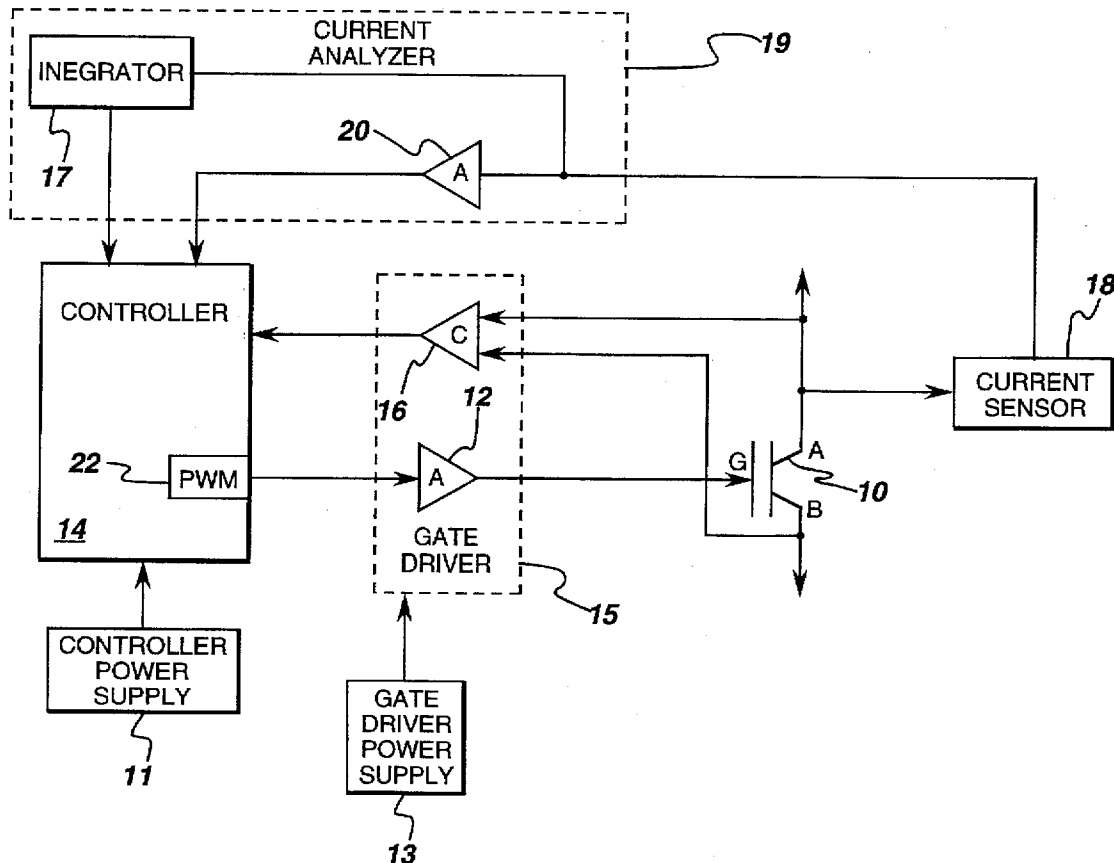 CURRENT
ANALYZER
19
INEGRATOR
17
20
A
CONTROLLER
18
CURRENT
SENSOR
C
16
12
A
22
PWM
14
GATE
DRIVER
15
G
A
10
B
CONTROLLER
POWER
SUPPLY
11
GATE
DRIVER
POWER
SUPPLY
13